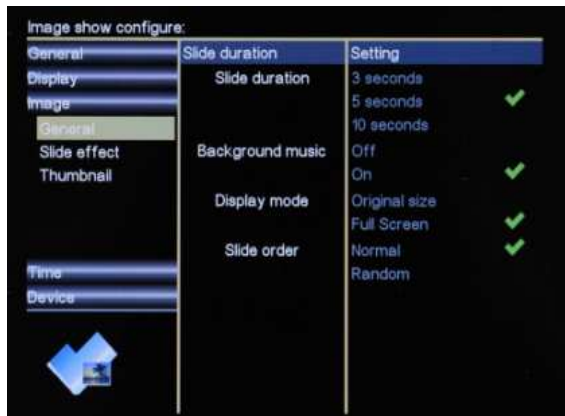 Image show configure:
General
Display
Image
General
Slide effect
Thumbnail
Time
Device
Slide duration Setting
Slide duration 3 seconds
5 seconds
10 seconds
Background music Off
On
Display mode Original size
Full Screen
Slide order Normal
Random